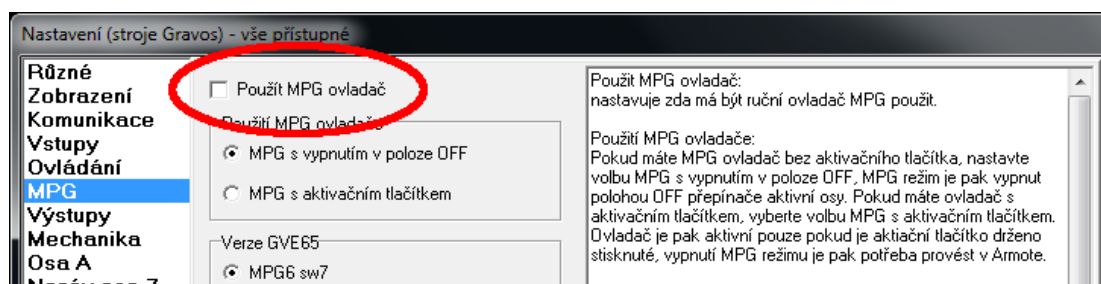 Nastavení (stroje Gravos) - vše přístupné
Různé
Zobrazení
Komunikace
Vstupy
Ovládání
MPG
Výstupy
Mechanika
Osa A
Použít MPG ovladač
Použití MPG ovladače
MPG s vypnutím v poloze OFF
MPG s aktivačním tlačítkem
Verze GVE65
MPG6 sw7
Použit MPG ovladač:
nastavuje zda má být ruční ovladač MPG použit.
Použití MPG ovladače:
Pokud máte MPG ovladač bez aktivačního tlačítka, nastavte
volbu MPG s vypnutím v poloze OFF, MPG režim je pak vypnut
polohou OFF přepínače aktivní osy. Pokud máte ovladač s
aktivačním tlačítkem, vyberte volbu MPG s aktivačním tlačítkem.
Ovladač je pak aktivní pouze pokud je aktiační tlačítko drženo
stisknuté, vypnutí MPG režimu je pak potřeba provést v Armote.